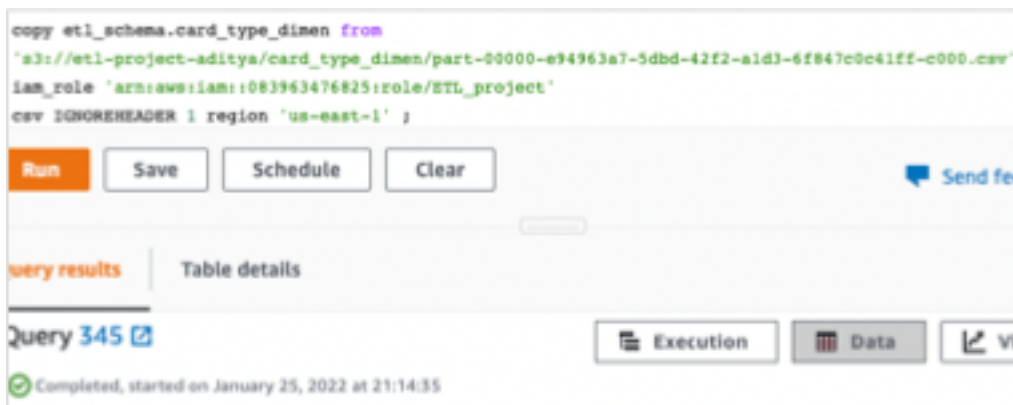 copy etl_schema.card_type_dimen from
's3://etl-project-aditya/card_type_dimen/part-00000-e94963a7-5dbd-42f2-a1d3-6f847c0c41ff-c000.csv'
iam_role 'arn:aws:iam::083963476825:role/ETL_project'
csv IGNOREHEADER 1 region 'us-east-1' ;
Run Save Schedule Clear Send fe
uery results Table details
Query 345 Execution Data Vi
Completed, started on January 25, 2022 at 21:14:35